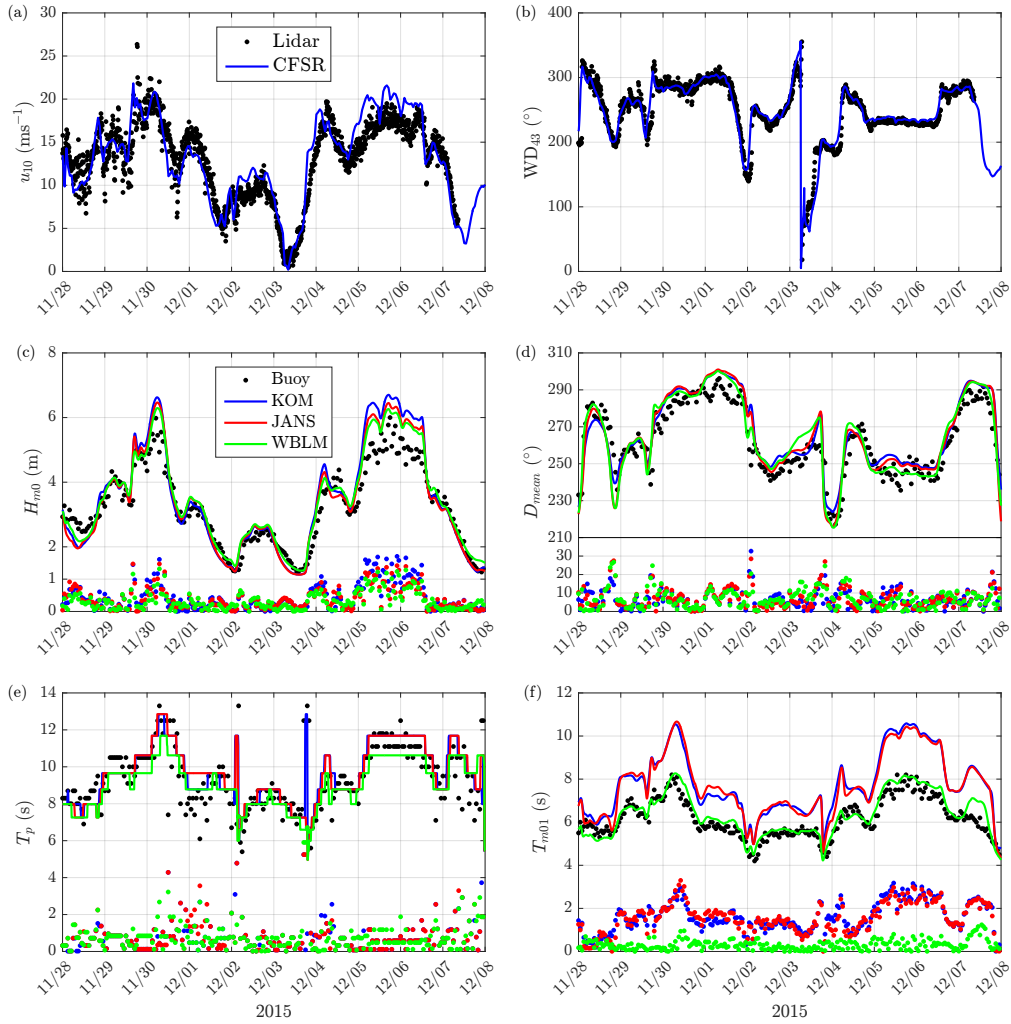 (a)
30
25
20
15
10
5
0
u10 (ms−1)
Lidar
CFSR
11/28 11/29 11/30 12/01 12/02 12/03 12/04 12/05 12/06 12/07 12/08
(b)
400
300
200
100
0
WD43 (°)
11/28 11/29 11/30 12/01 12/02 12/03 12/04 12/05 12/06 12/07 12/08
(c)
8
6
4
2
0
Hm0 (m)
Buoy
KOM
JANS
WBLM
11/28 11/29 11/30 12/01 12/02 12/03 12/04 12/05 12/06 12/07 12/08
(d)
310
290
270
250
230
210
30
20
10
0
Dmean (°)
11/28 11/29 11/30 12/01 12/02 12/03 12/04 12/05 12/06 12/07 12/08
(e)
14
12
10
8
6
4
2
0
Tp (s)
11/28 11/29 11/30 12/01 12/02 12/03 12/04 12/05 12/06 12/07 12/08
2015
(f)
12
10
8
6
4
2
0
Tm01 (s)
11/28 11/29 11/30 12/01 12/02 12/03 12/04 12/05 12/06 12/07 12/08
2015